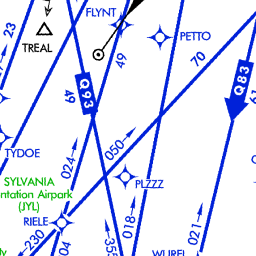 FLYNT
23
TREAL
PETTO
70
49
Q93
49
Q83
TYDOE
050
024
SYLVANIA
ntation Airpark
(JYL)
PLZZZ
RIELE
018
021
230
04
355
WUREL